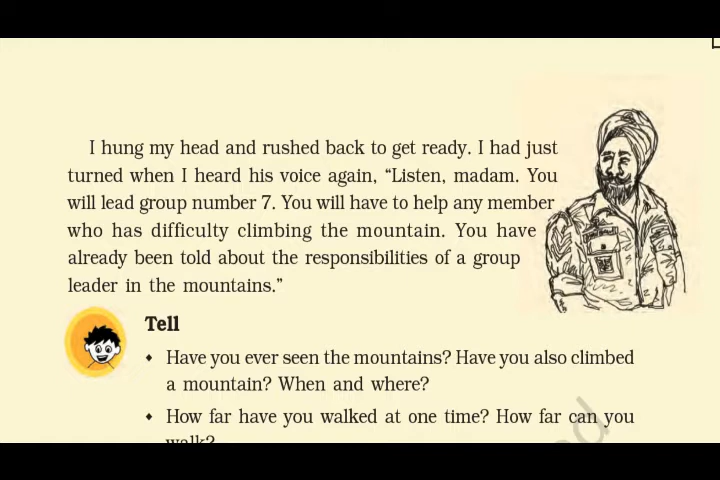 I hung my head and rushed back to get ready. I had just
turned when I heard his voice again, “Listen, madam. You
will lead group number 7. You will have to help any member
who has difficulty climbing the mountain. You have
already been told about the responsibilities of a group
leader in the mountains.”
Tell
♦ Have you ever seen the mountains? Have you also climbed
a mountain? When and where?
♦ How far have you walked at one time? How far can you
walk?